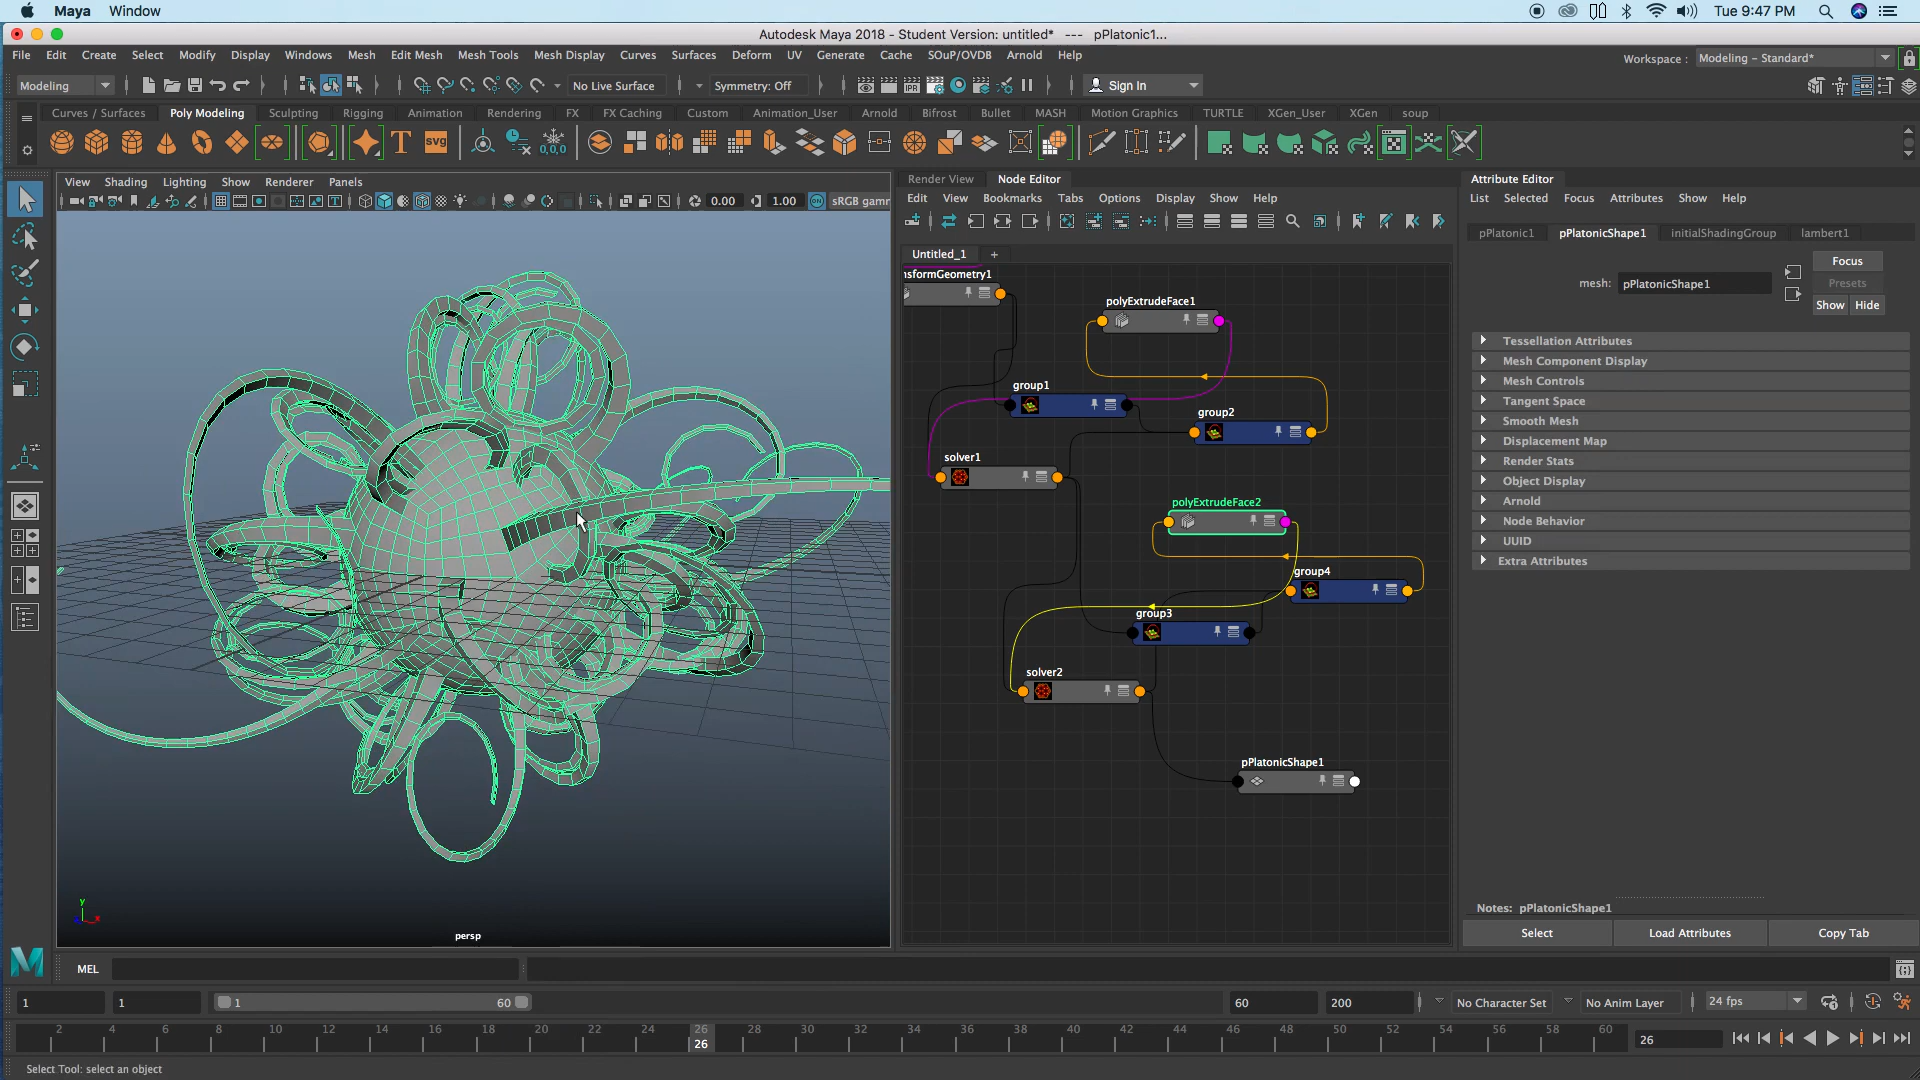 Maya Window
Tue 9:47 PM
Autodesk Maya 2018 - Student Version: untitled* --- pPlatonic1...
File Edit Create Select Modify Display Windows Mesh Edit Mesh Mesh Tools Mesh Display Curves Surfaces Deform UV Generate Cache SOuP/OVDB Arnold Help
Workspace : Modeling - Standard*
Modeling
No Live Surface
Symmetry: Off
IPR
Sign In
Curves / Surfaces Poly Modeling Sculpting Rigging Animation Rendering FX FX Caching Custom Animation_User Arnold Bifrost Bullet MASH Motion Graphics TURTLE XGen_User XGen soup
T
SVG
0,0,0
View Shading Lighting Show Renderer Panels
0.00
1.00
sRGB gamm
Render View Node Editor
Edit View Bookmarks Tabs Options Display Show Help
Untitled_1 +
nsformGeometry1
polyExtrudeFace1
group1
group2
solver1
polyExtrudeFace2
group4
group3
solver2
pPlatonicShape1
Attribute Editor
List Selected Focus Attributes Show Help
pPlatonic1 pPlatonicShape1 initialShadingGroup lambert1
mesh: pPlatonicShape1
Focus
Presets
Show Hide
Tessellation Attributes
Mesh Component Display
Mesh Controls
Tangent Space
Smooth Mesh
Displacement Map
Render Stats
Object Display
Arnold
Node Behavior
UUID
Extra Attributes
Notes: pPlatonicShape1
Select Load Attributes Copy Tab
y
x
persp
MEL
1 1 1 60 60 200 No Character Set No Anim Layer 24 fps
2 4 6 8 10 12 14 16 18 20 22 24 26 28 30 32 34 36 38 40 42 44 46 48 50 52 54 56 58 60
26
26
Select Tool: select an object